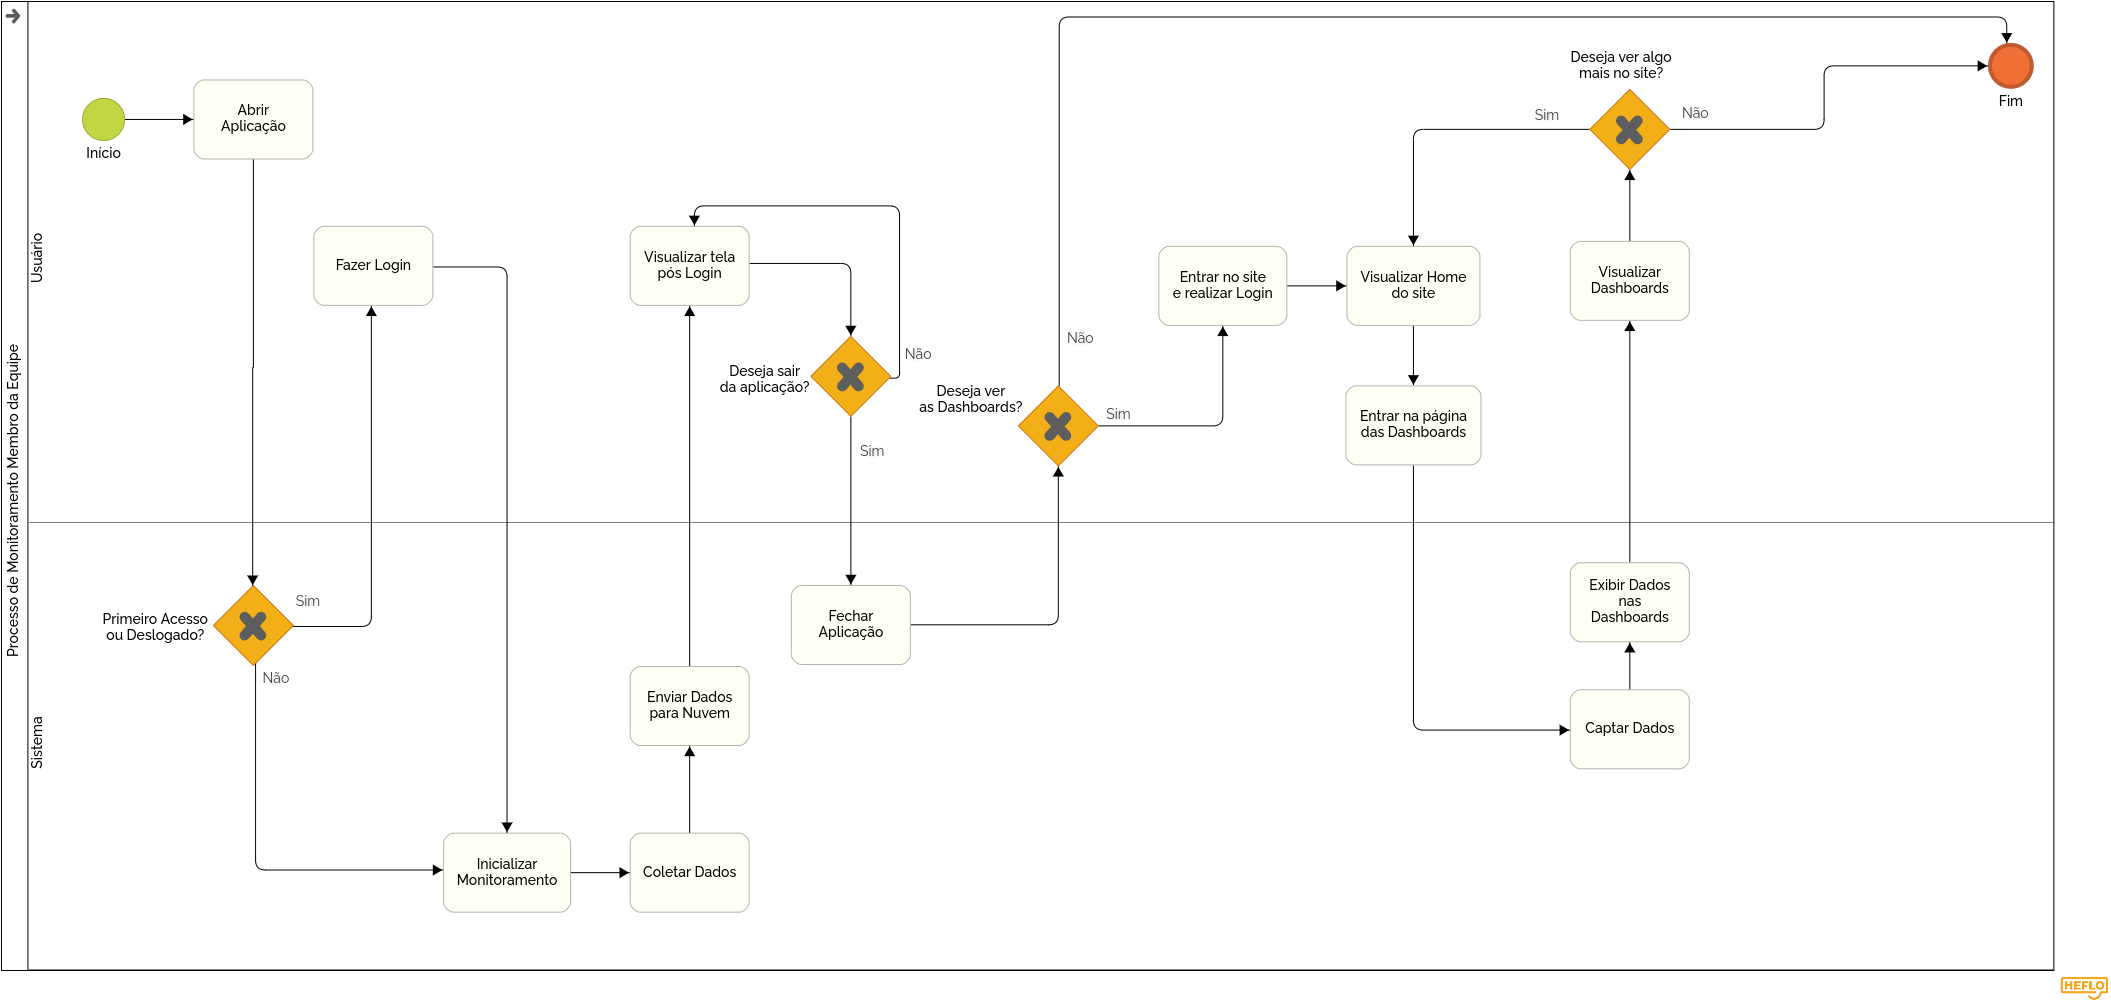 Processo de Monitoramento Membro da Equipe
Usuário
Sistema
Início
Abrir
Aplicação
Primeiro Acesso
ou Deslogado?
Sim
Não
Fazer Login
Inicializar
Monitoramento
Coletar Dados
Enviar Dados
para Nuvem
Visualizar tela
pós Login
Deseja sair
da aplicação?
Não
Sim
Fechar
Aplicação
Deseja ver
as Dashboards?
Não
Sim
Entrar no site
e realizar Login
Visualizar Home
do site
Entrar na página
das Dashboards
Captar Dados
Exibir Dados
nas
Dashboards
Visualizar
Dashboards
Deseja ver algo
mais no site?
Sim
Não
Fim
HEFLO